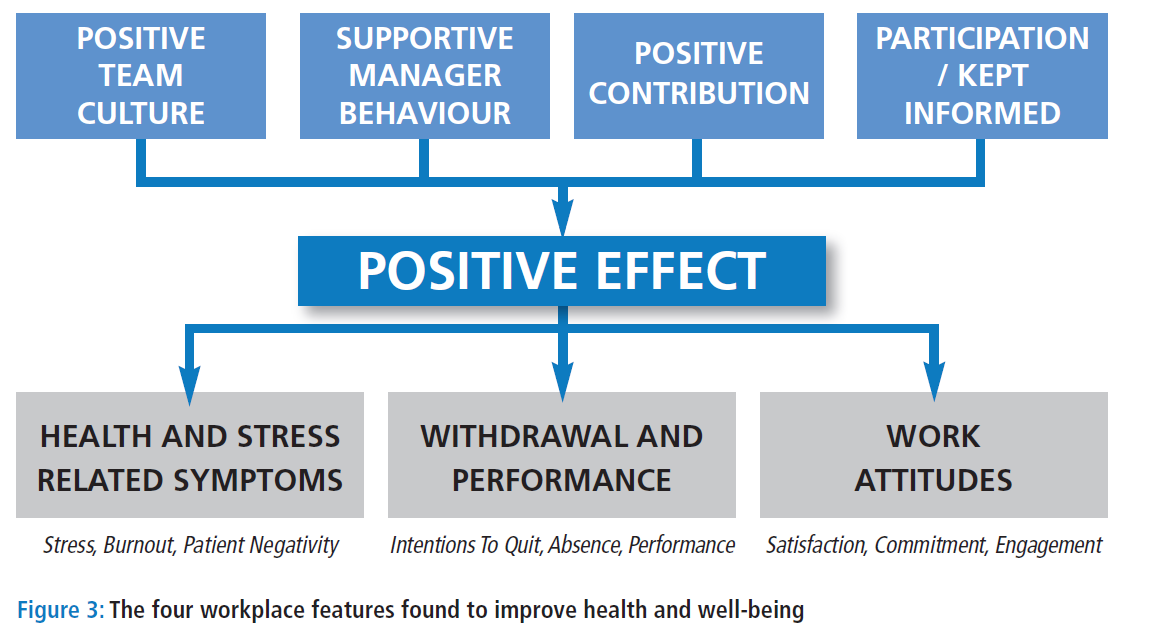 POSITIVE
TEAM
CULTURE
SUPPORTIVE
MANAGER
BEHAVIOUR
POSITIVE
CONTRIBUTION
PARTICIPATION
/ KEPT
INFORMED
POSITIVE EFFECT
HEALTH AND STRESS
RELATED SYMPTOMS
WITHDRAWAL AND
PERFORMANCE
WORK
ATTITUDES
Stress, Burnout, Patient Negativity
Intentions To Quit, Absence, Performance
Satisfaction, Commitment, Engagement
Figure 3: The four workplace features found to improve health and well-being